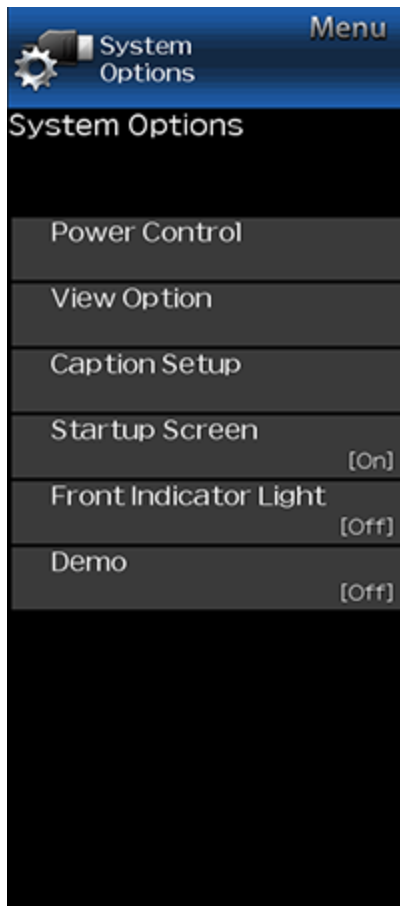 Menu
System
Options
System Options
Power Control
View Option
Caption Setup
Startup Screen
[On]
Front Indicator Light
[Off]
Demo
[Off]